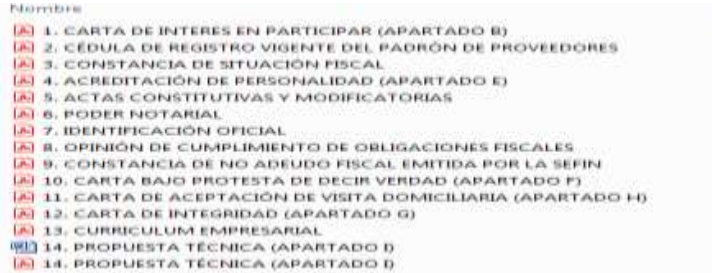 Nombre
1. CARTA DE INTERES EN PARTICIPAR (APARTADO B)
2. CÉDULA DE REGISTRO VIGENTE DEL PADRÓN DE PROVEEDORES
3. CONSTANCIA DE SITUACIÓN FISCAL
4. ACREDITACIÓN DE PERSONALIDAD (APARTADO E)
5. ACTAS CONSTITUTIVAS Y MODIFICATORIAS
6. PODER NOTARIAL
7. IDENTIFICACIÓN OFICIAL
8. OPINIÓN DE CUMPLIMIENTO DE OBLIGACIONES FISCALES
9. CONSTANCIA DE NO ADEUDO FISCAL EMITIDA POR LA SEFIN
10. CARTA BAJO PROTESTA DE DECIR VERDAD (APARTADO F)
11. CARTA DE ACEPTACIÓN DE VISITA DOMICILIARIA (APARTADO H)
12. CARTA DE INTEGRIDAD (APARTADO G)
13. CURRICULUM EMPRESARIAL
14. PROPUESTA TÉCNICA (APARTADO I)
14. PROPUESTA TÉCNICA (APARTADO I)